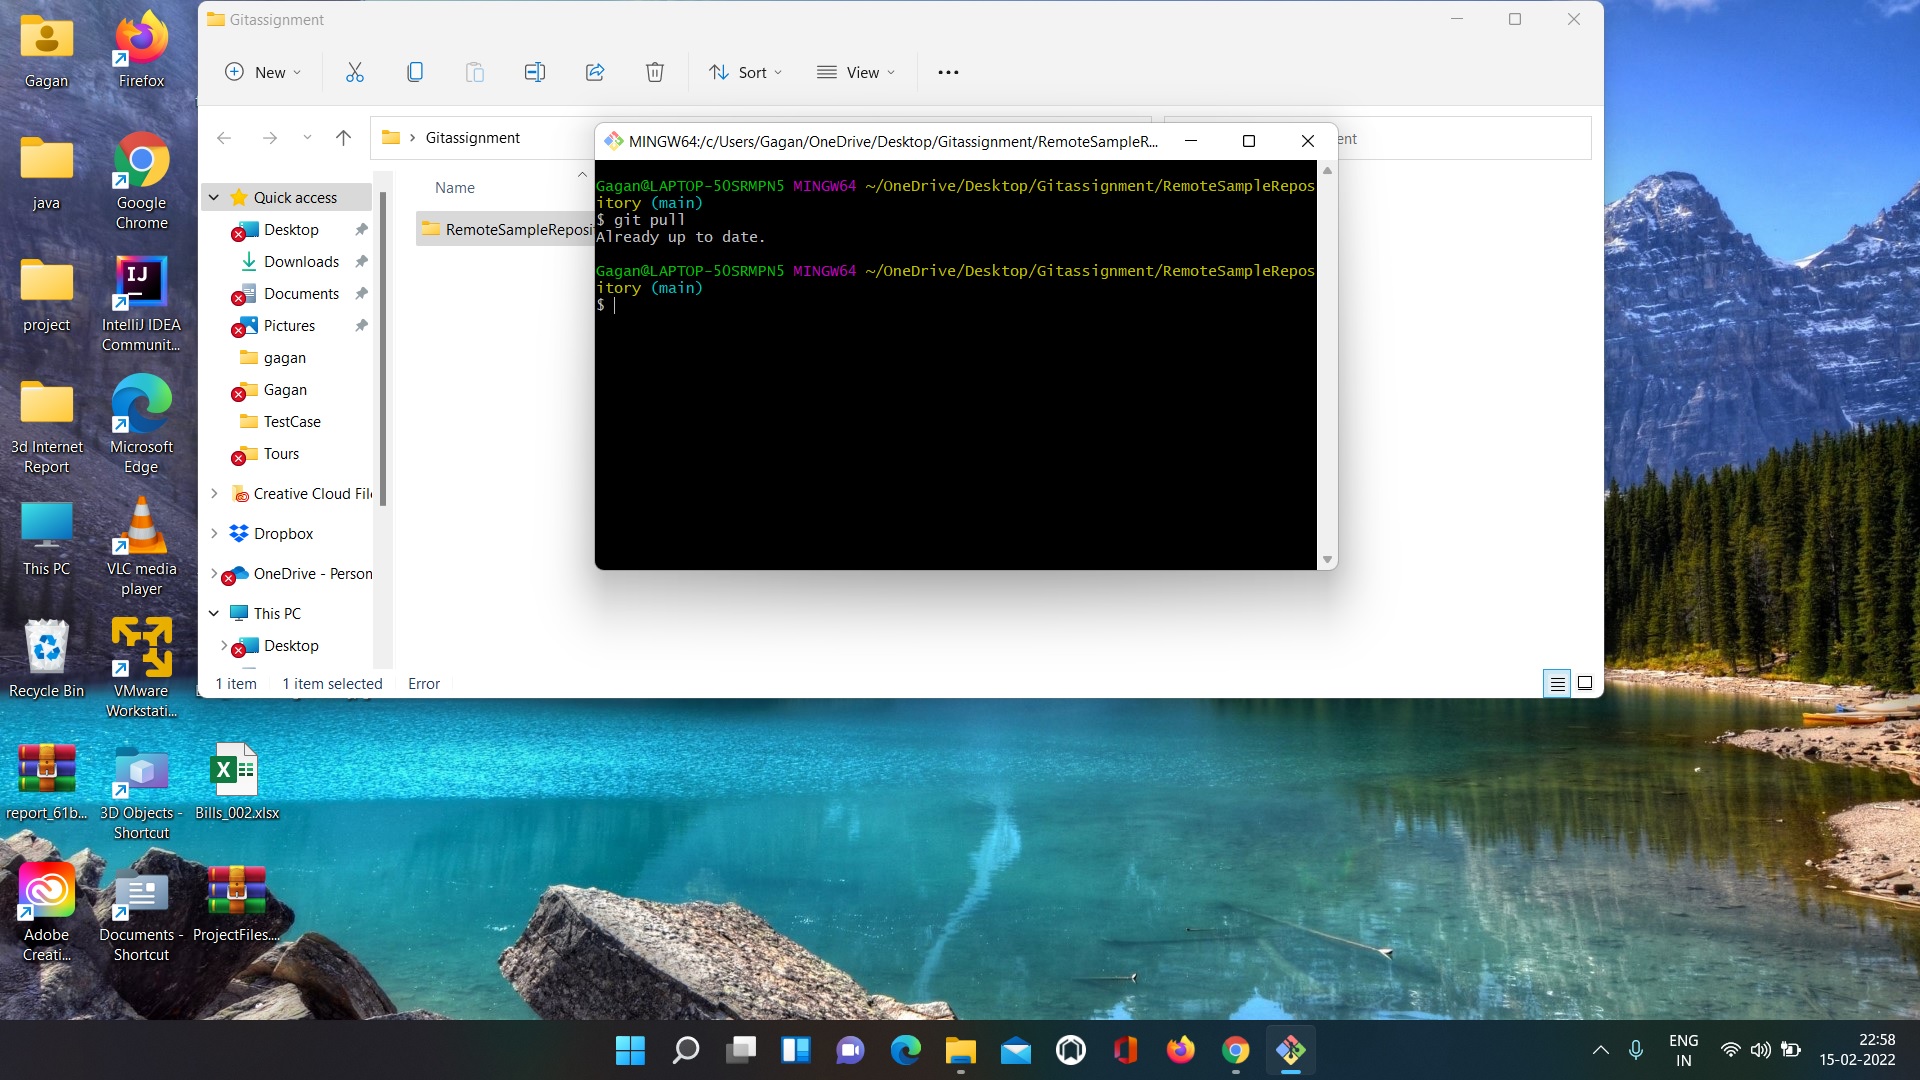 Gagan
Firefox
java
Google
Chrome
project
IntelliJ IDEA
Communit...
3d Internet
Report
Microsoft
Edge
This PC
VLC media
player
Recycle Bin
VMware
Workstati...
report_61b...
3D Objects -
Shortcut
Bills_002.xlsx
Adobe
Creati...
Documents -
Shortcut
ProjectFiles....
Gitassignment
New
Sort
View
Gitassignment
ent
Quick access
Desktop
Downloads
Documents
Pictures
gagan
Gagan
TestCase
Tours
Creative Cloud File
Dropbox
OneDrive - Person
This PC
Desktop
Name
RemoteSampleReposi
1 item
1 item selected
Error
MINGW64:/c/Users/Gagan/OneDrive/Desktop/Gitassignment/RemoteSampleR...
Gagan@LAPTOP-5OSRMPN5 MINGW64 ~/OneDrive/Desktop/Gitassignment/RemoteSampleRepos
itory (main)
$ git pull
Already up to date.
Gagan@LAPTOP-5OSRMPN5 MINGW64 ~/OneDrive/Desktop/Gitassignment/RemoteSampleRepos
itory (main)
$
ENG
IN
22:58
15-02-2022